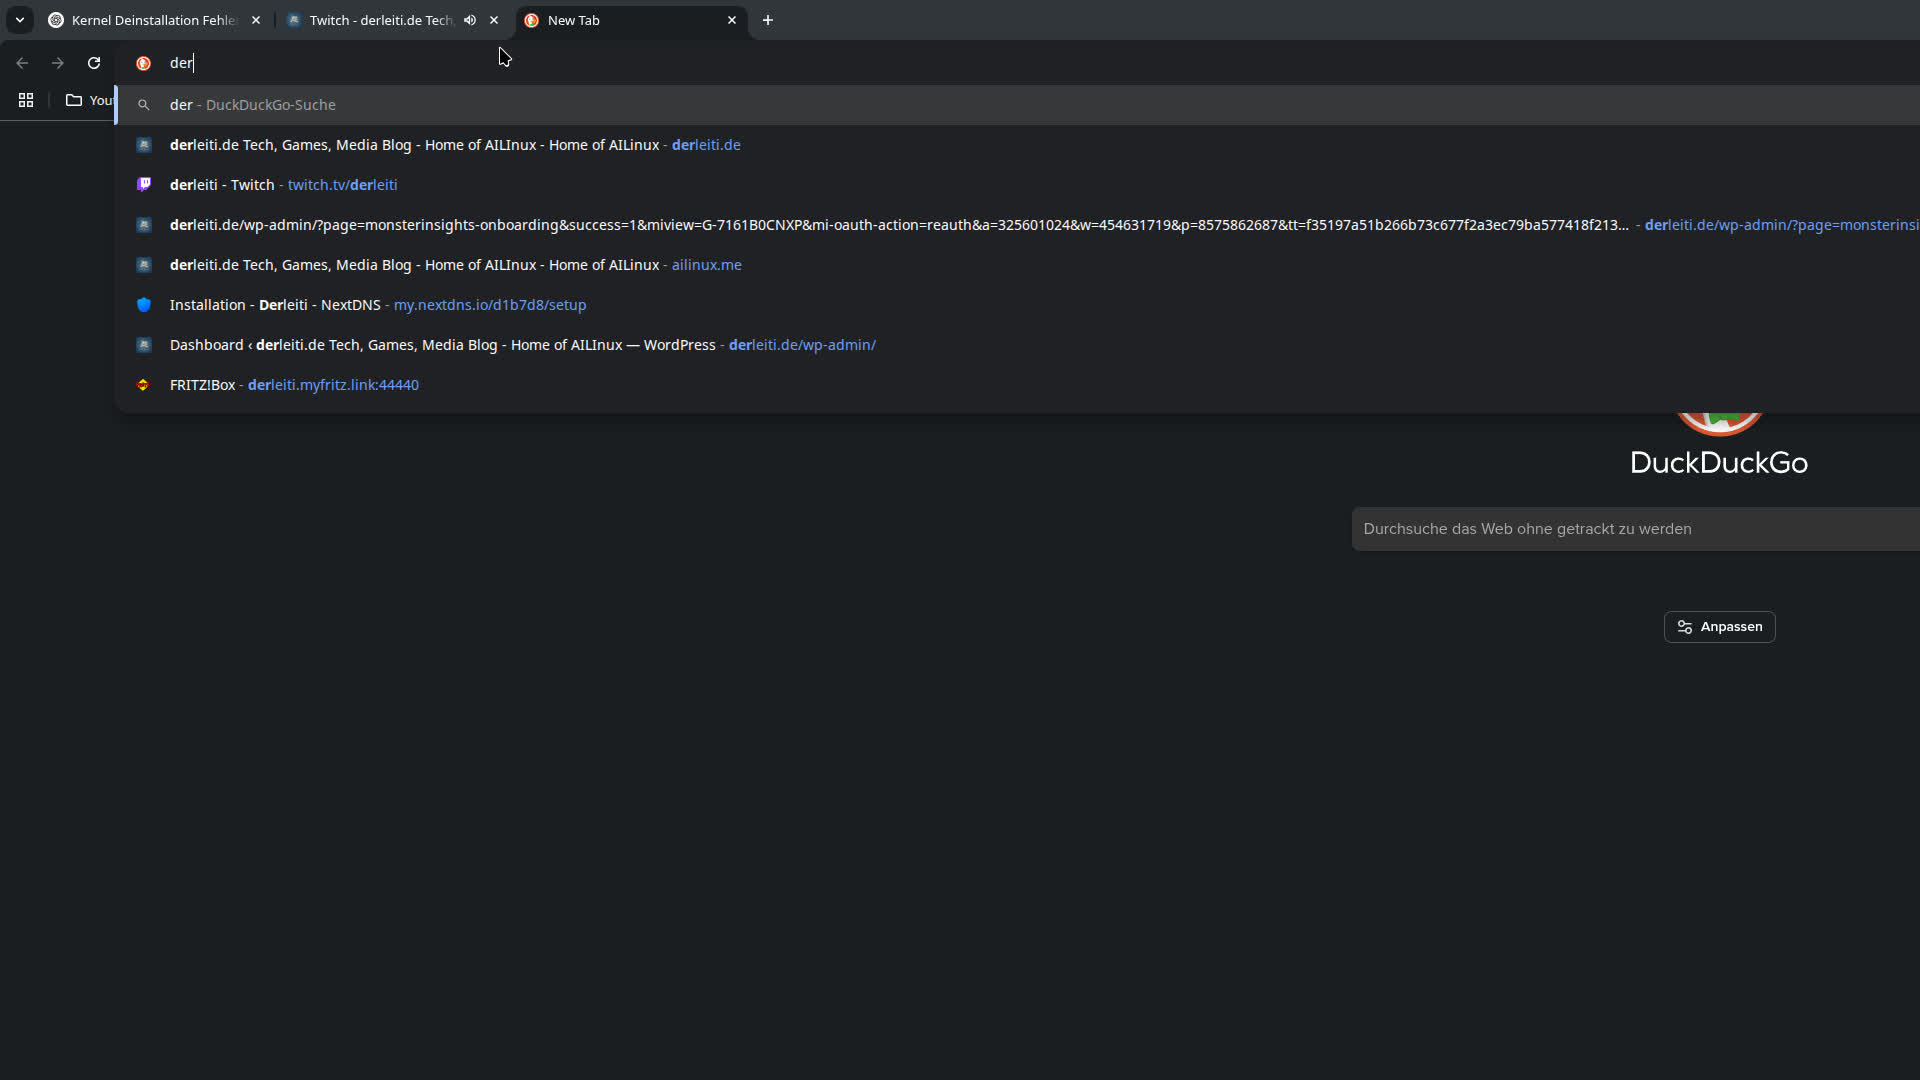 Kernel Deinstallation Fehle
Twitch - derleiti.de Tech,
New Tab
der
You
der - DuckDuckGo-Suche
derleiti.de Tech, Games, Media Blog - Home of AILInux - Home of AILinux - derleiti.de
derleiti - Twitch - twitch.tv/derleiti
derleiti.de/wp-admin/?page=monsterinsights-onboarding&success=1&miview=G-7161B0CNXP&mi-oauth-action=reauth&a=325601024&w=454631719&p=8575862687&tt=f35197a51b266b73c677f2a3ec79ba577418f213... - derleiti.de/wp-admin/?page=monsterinsi
derleiti.de Tech, Games, Media Blog - Home of AILInux - Home of AILinux - ailinux.me
Installation - Derleiti - NextDNS - my.nextdns.io/d1b7d8/setup
Dashboard ‹ derleiti.de Tech, Games, Media Blog - Home of AILInux — WordPress - derleiti.de/wp-admin/
FRITZ!Box - derleiti.myfritz.link:44440
DuckDuckGo
Durchsuche das Web ohne getrackt zu werden
Anpassen